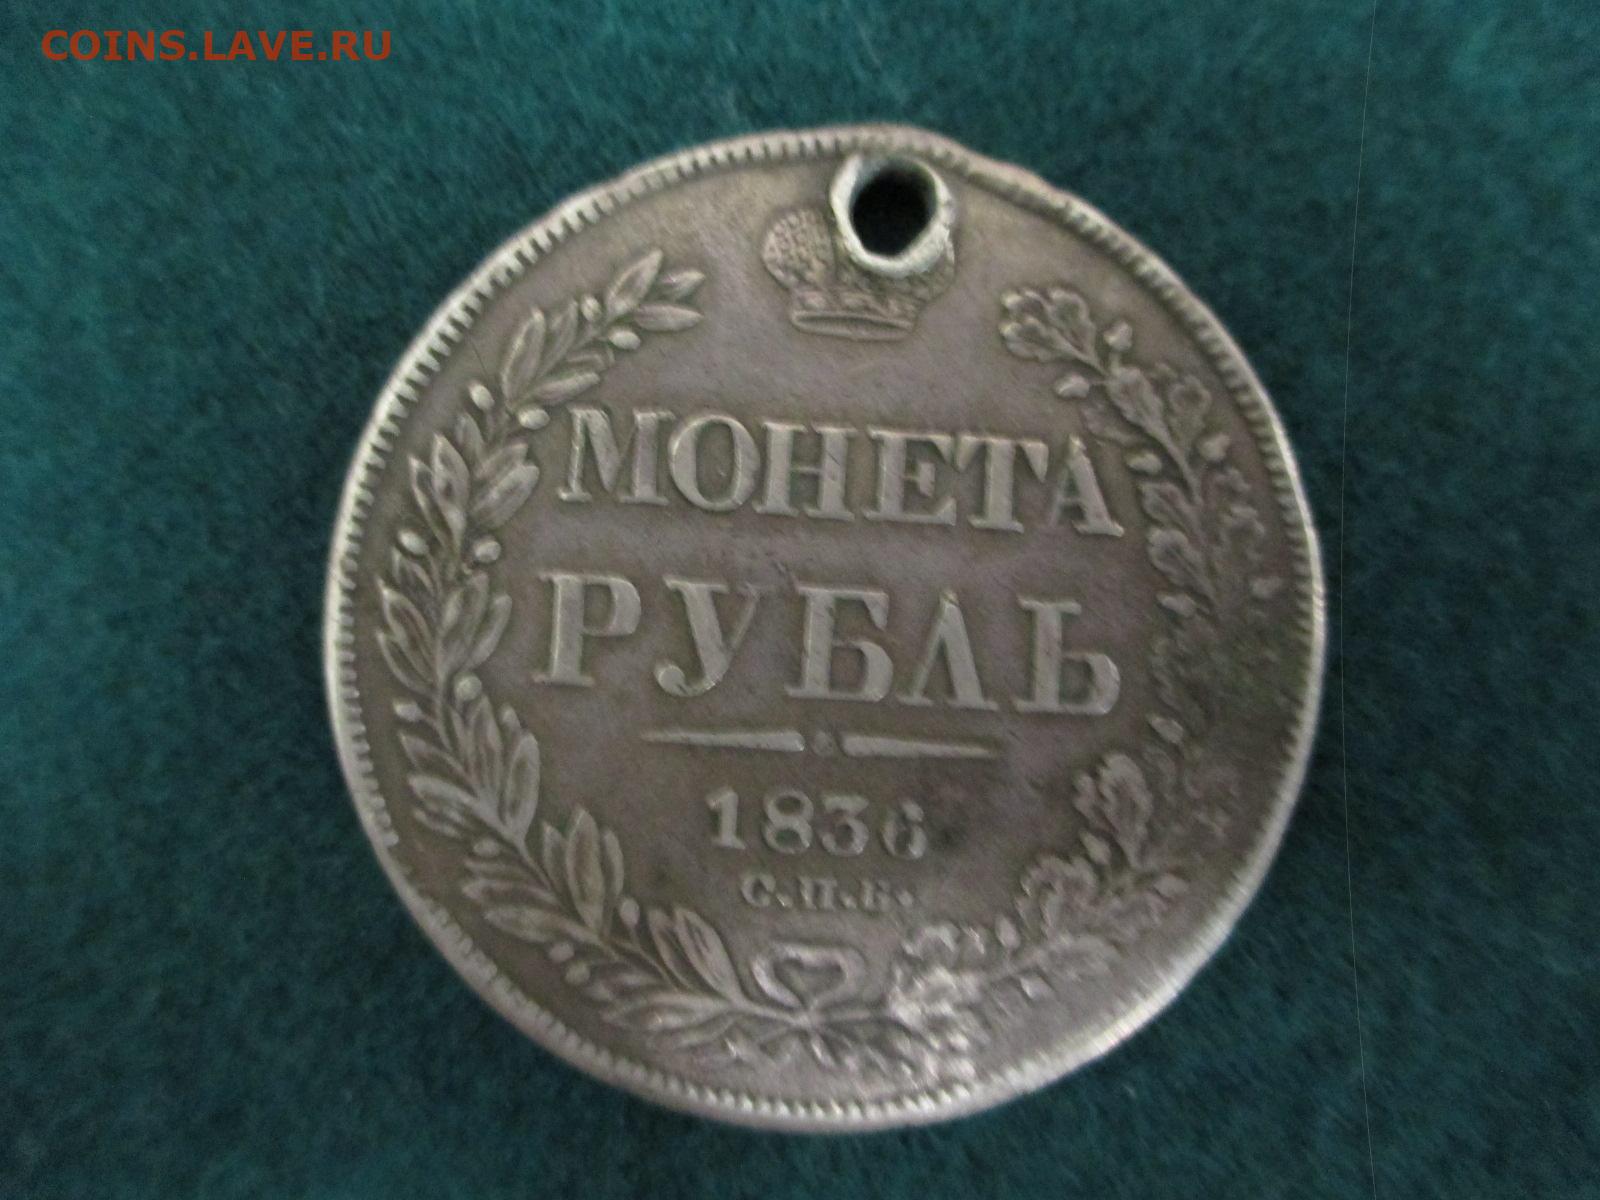 COINS.LAVE.RU
МОНЕТА
РУБЛЬ
1836
С.П.Б.